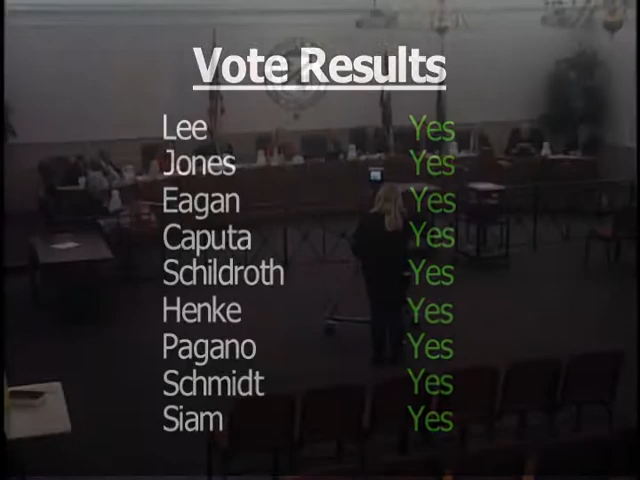 Vote Results
Lee Yes
Jones Yes
Eagan Yes
Caputa Yes
Schildroth Yes
Henke Yes
Pagano Yes
Schmidt Yes
Siam Yes